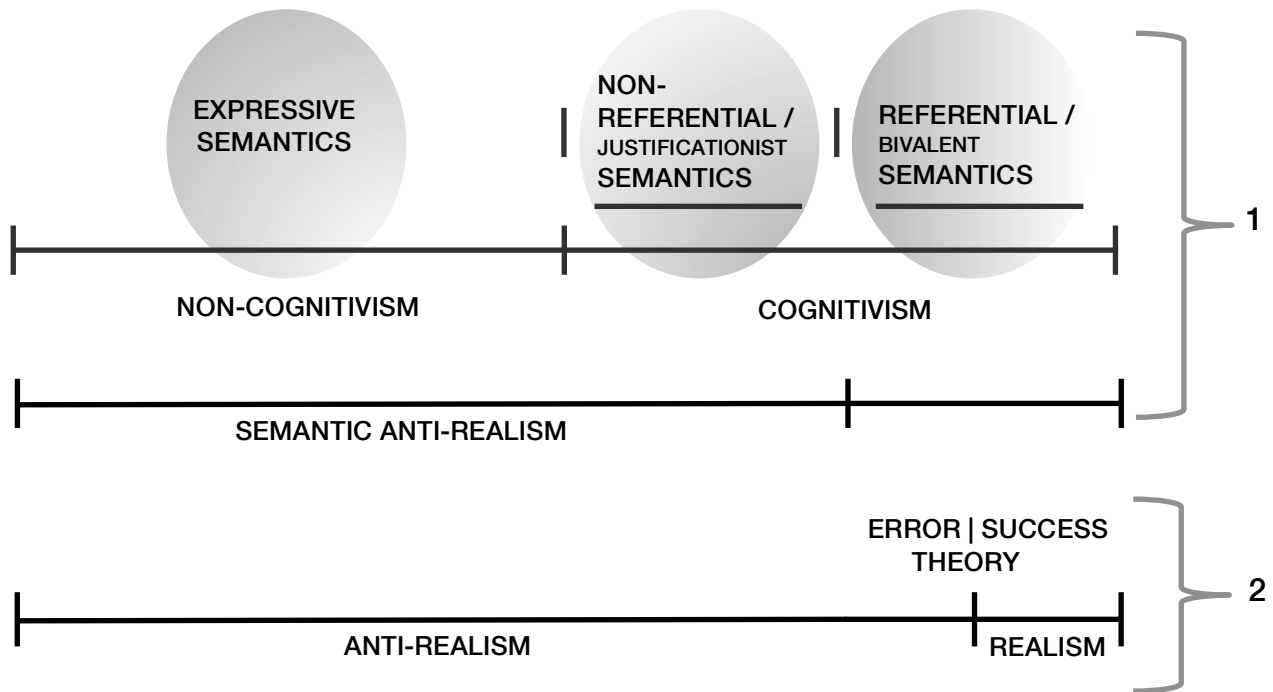 EXPRESSIVE
SEMANTICS
NON-
REFERENTIAL /
JUSTIFICATIONIST
SEMANTICS
REFERENTIAL /
BIVALENT
SEMANTICS
1
NON-COGNITIVISM
COGNITIVISM
SEMANTIC ANTI-REALISM
ERROR | SUCCESS
THEORY
2
ANTI-REALISM
REALISM